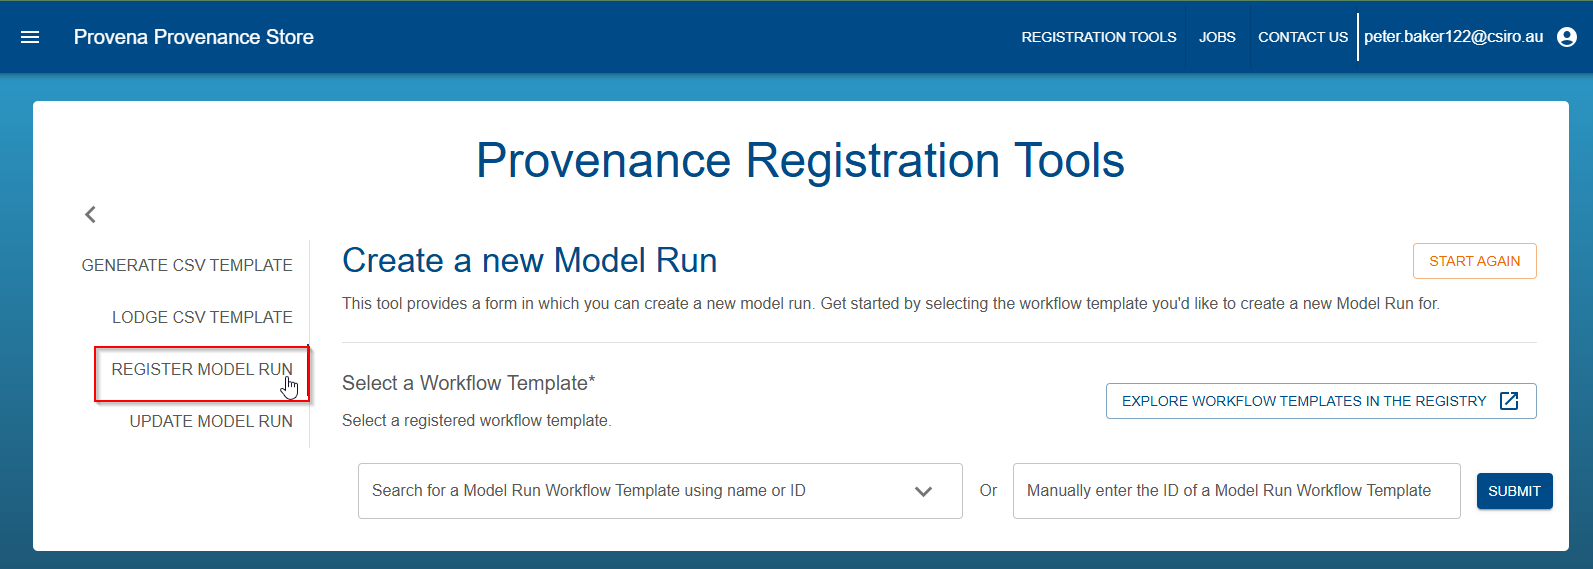 Provena Provenance Store
REGISTRATION TOOLS
JOBS
CONTACT US
peter.baker122@csiro.au
Provenance Registration Tools
GENERATE CSV TEMPLATE
LODGE CSV TEMPLATE
REGISTER MODEL RUN
UPDATE MODEL RUN
Create a new Model Run
START AGAIN
This tool provides a form in which you can create a new model run. Get started by selecting the workflow template you'd like to create a new Model Run for.
Select a Workflow Template*
EXPLORE WORKFLOW TEMPLATES IN THE REGISTRY
Select a registered workflow template.
Search for a Model Run Workflow Template using name or ID
Or
Manually enter the ID of a Model Run Workflow Template
SUBMIT